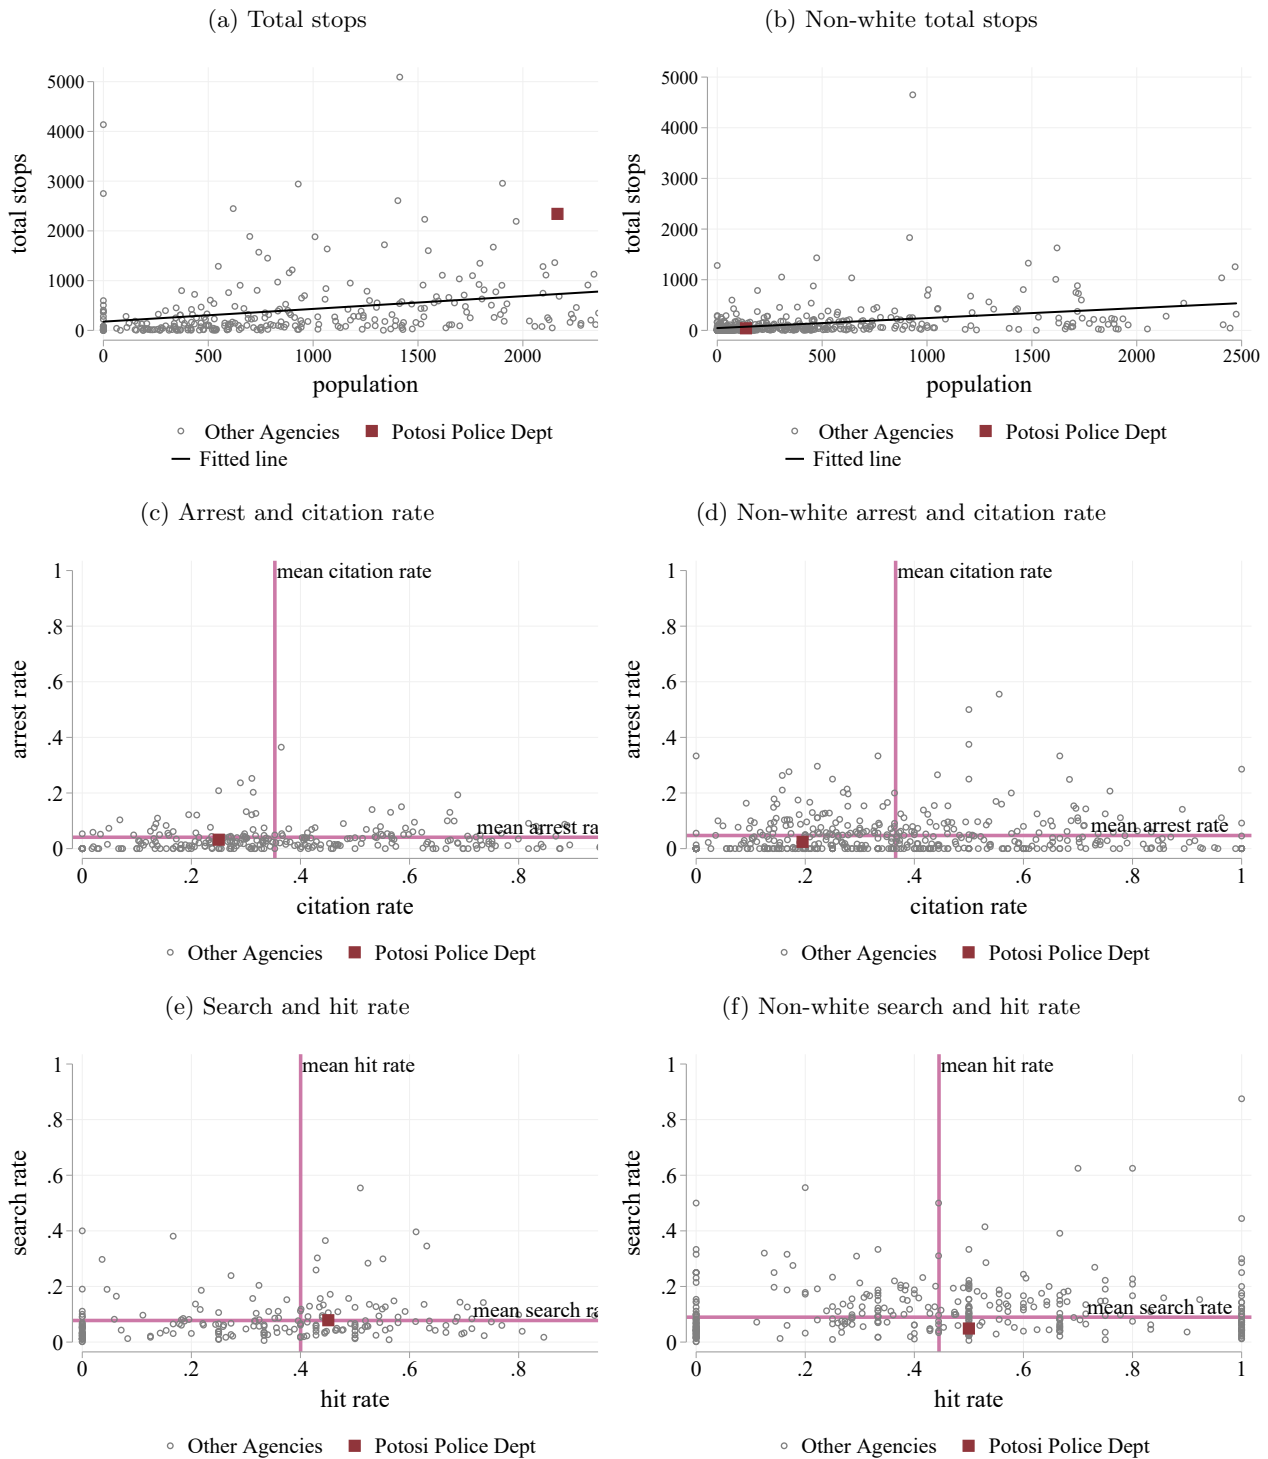 (a) Total stops
(b) Non-white total stops
5000
4000
3000
2000
1000
0
total stops
0 500 1000 1500 2000
population
Other Agencies Potosi Police Dept
Fitted line
5000
4000
3000
2000
1000
0
total stops
0 500 1000 1500 2000 2500
population
Other Agencies Potosi Police Dept
Fitted line
(c) Arrest and citation rate
(d) Non-white arrest and citation rate
1
.8
.6
.4
.2
0
arrest rate
mean citation rate
mean arrest ra
0 .2 .4 .6 .8
citation rate
Other Agencies Potosi Police Dept
1
.8
.6
.4
.2
0
arrest rate
mean citation rate
mean arrest rate
0 .2 .4 .6 .8 1
citation rate
Other Agencies Potosi Police Dept
(e) Search and hit rate
(f) Non-white search and hit rate
1
.8
.6
.4
.2
0
search rate
mean hit rate
mean search ra
0 .2 .4 .6 .8
hit rate
Other Agencies Potosi Police Dept
1
.8
.6
.4
.2
0
search rate
mean hit rate
mean search rate
0 .2 .4 .6 .8 1
hit rate
Other Agencies Potosi Police Dept